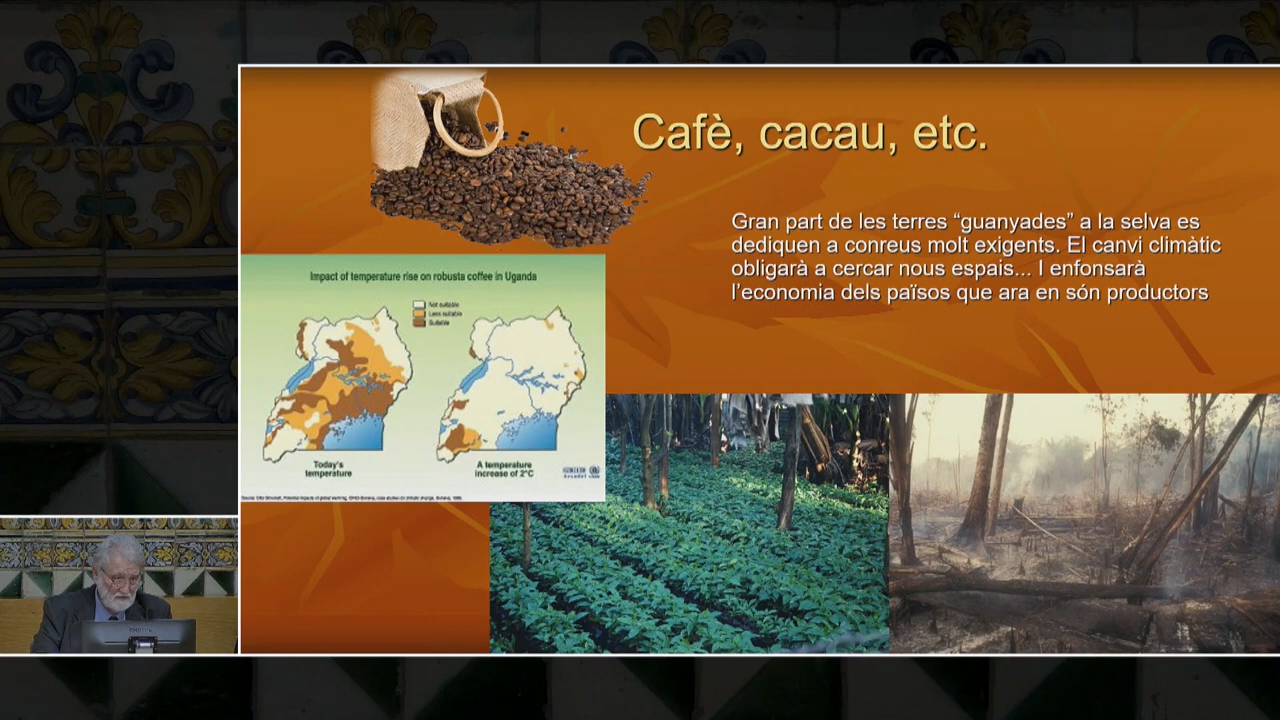 Cafè, cacau, etc.
Gran part de les terres “guanyades” a la selva es
dediquen a conreus molt exigents. El canvi climàtic
obligarà a cercar nous espais... I enfonsarà
l’economia dels països que ara en són productors
Impact of temperature rise on robusta coffee in Uganda
Not suitable
Less suitable
Suitable
Today's
temperature
A temperature
increase of 2°C